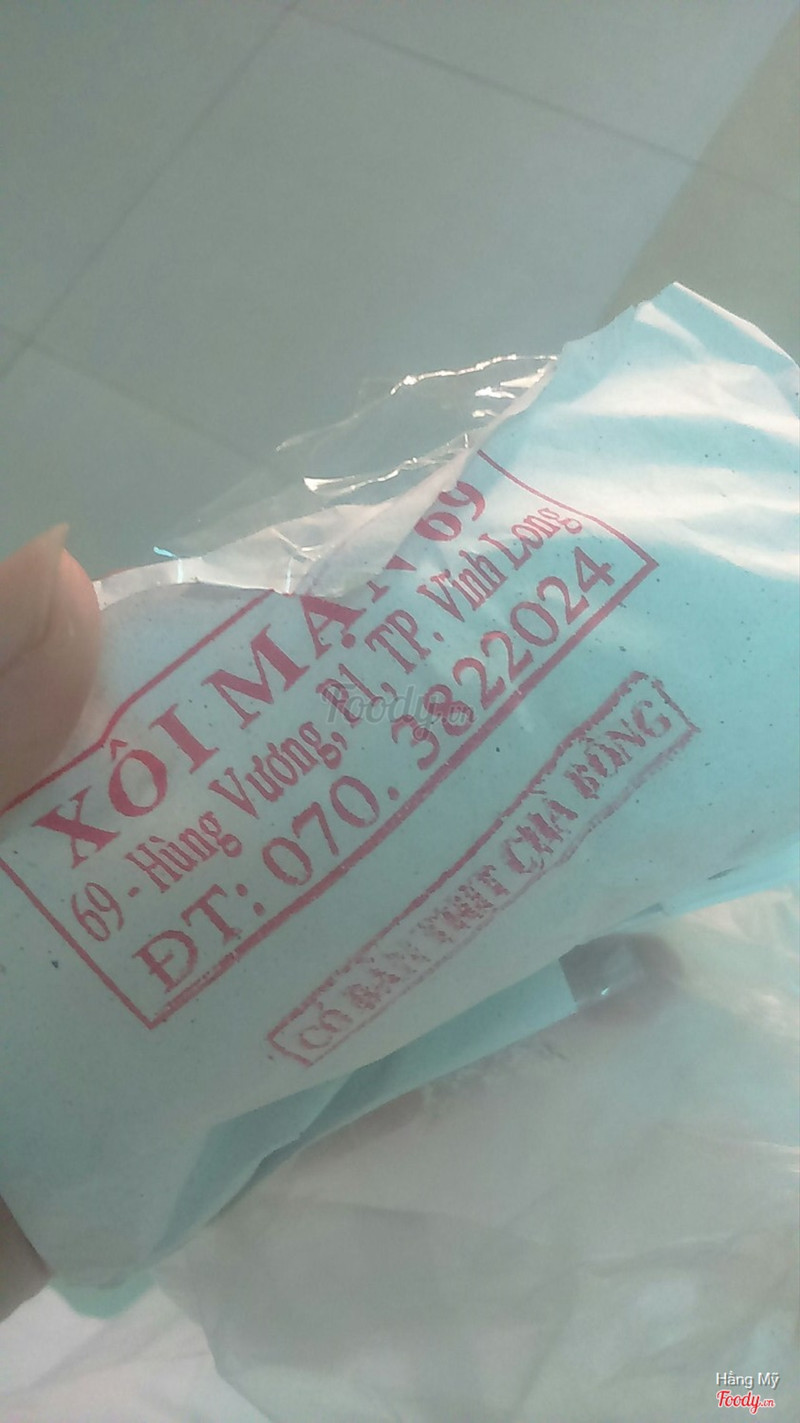 XÔI MẶN 69
69 - Hùng Vương, P1, TP. Vĩnh Long
ĐT: 070. 3822024
CÓ BÁN THỊT CHÀ BÔNG
Foody.vn
Hằng Mỹ
Foody.vn